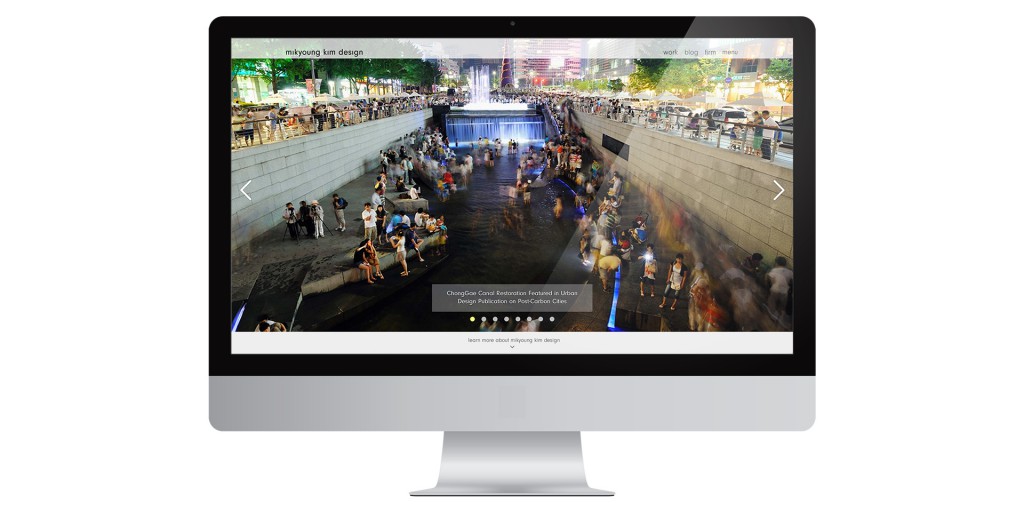 mikyoung kim design
work blog firm menu
ChongGae Canal Restoration Featured in Urban
Design Publication on Post-Carbon Cities
learn more about mikyoung kim design